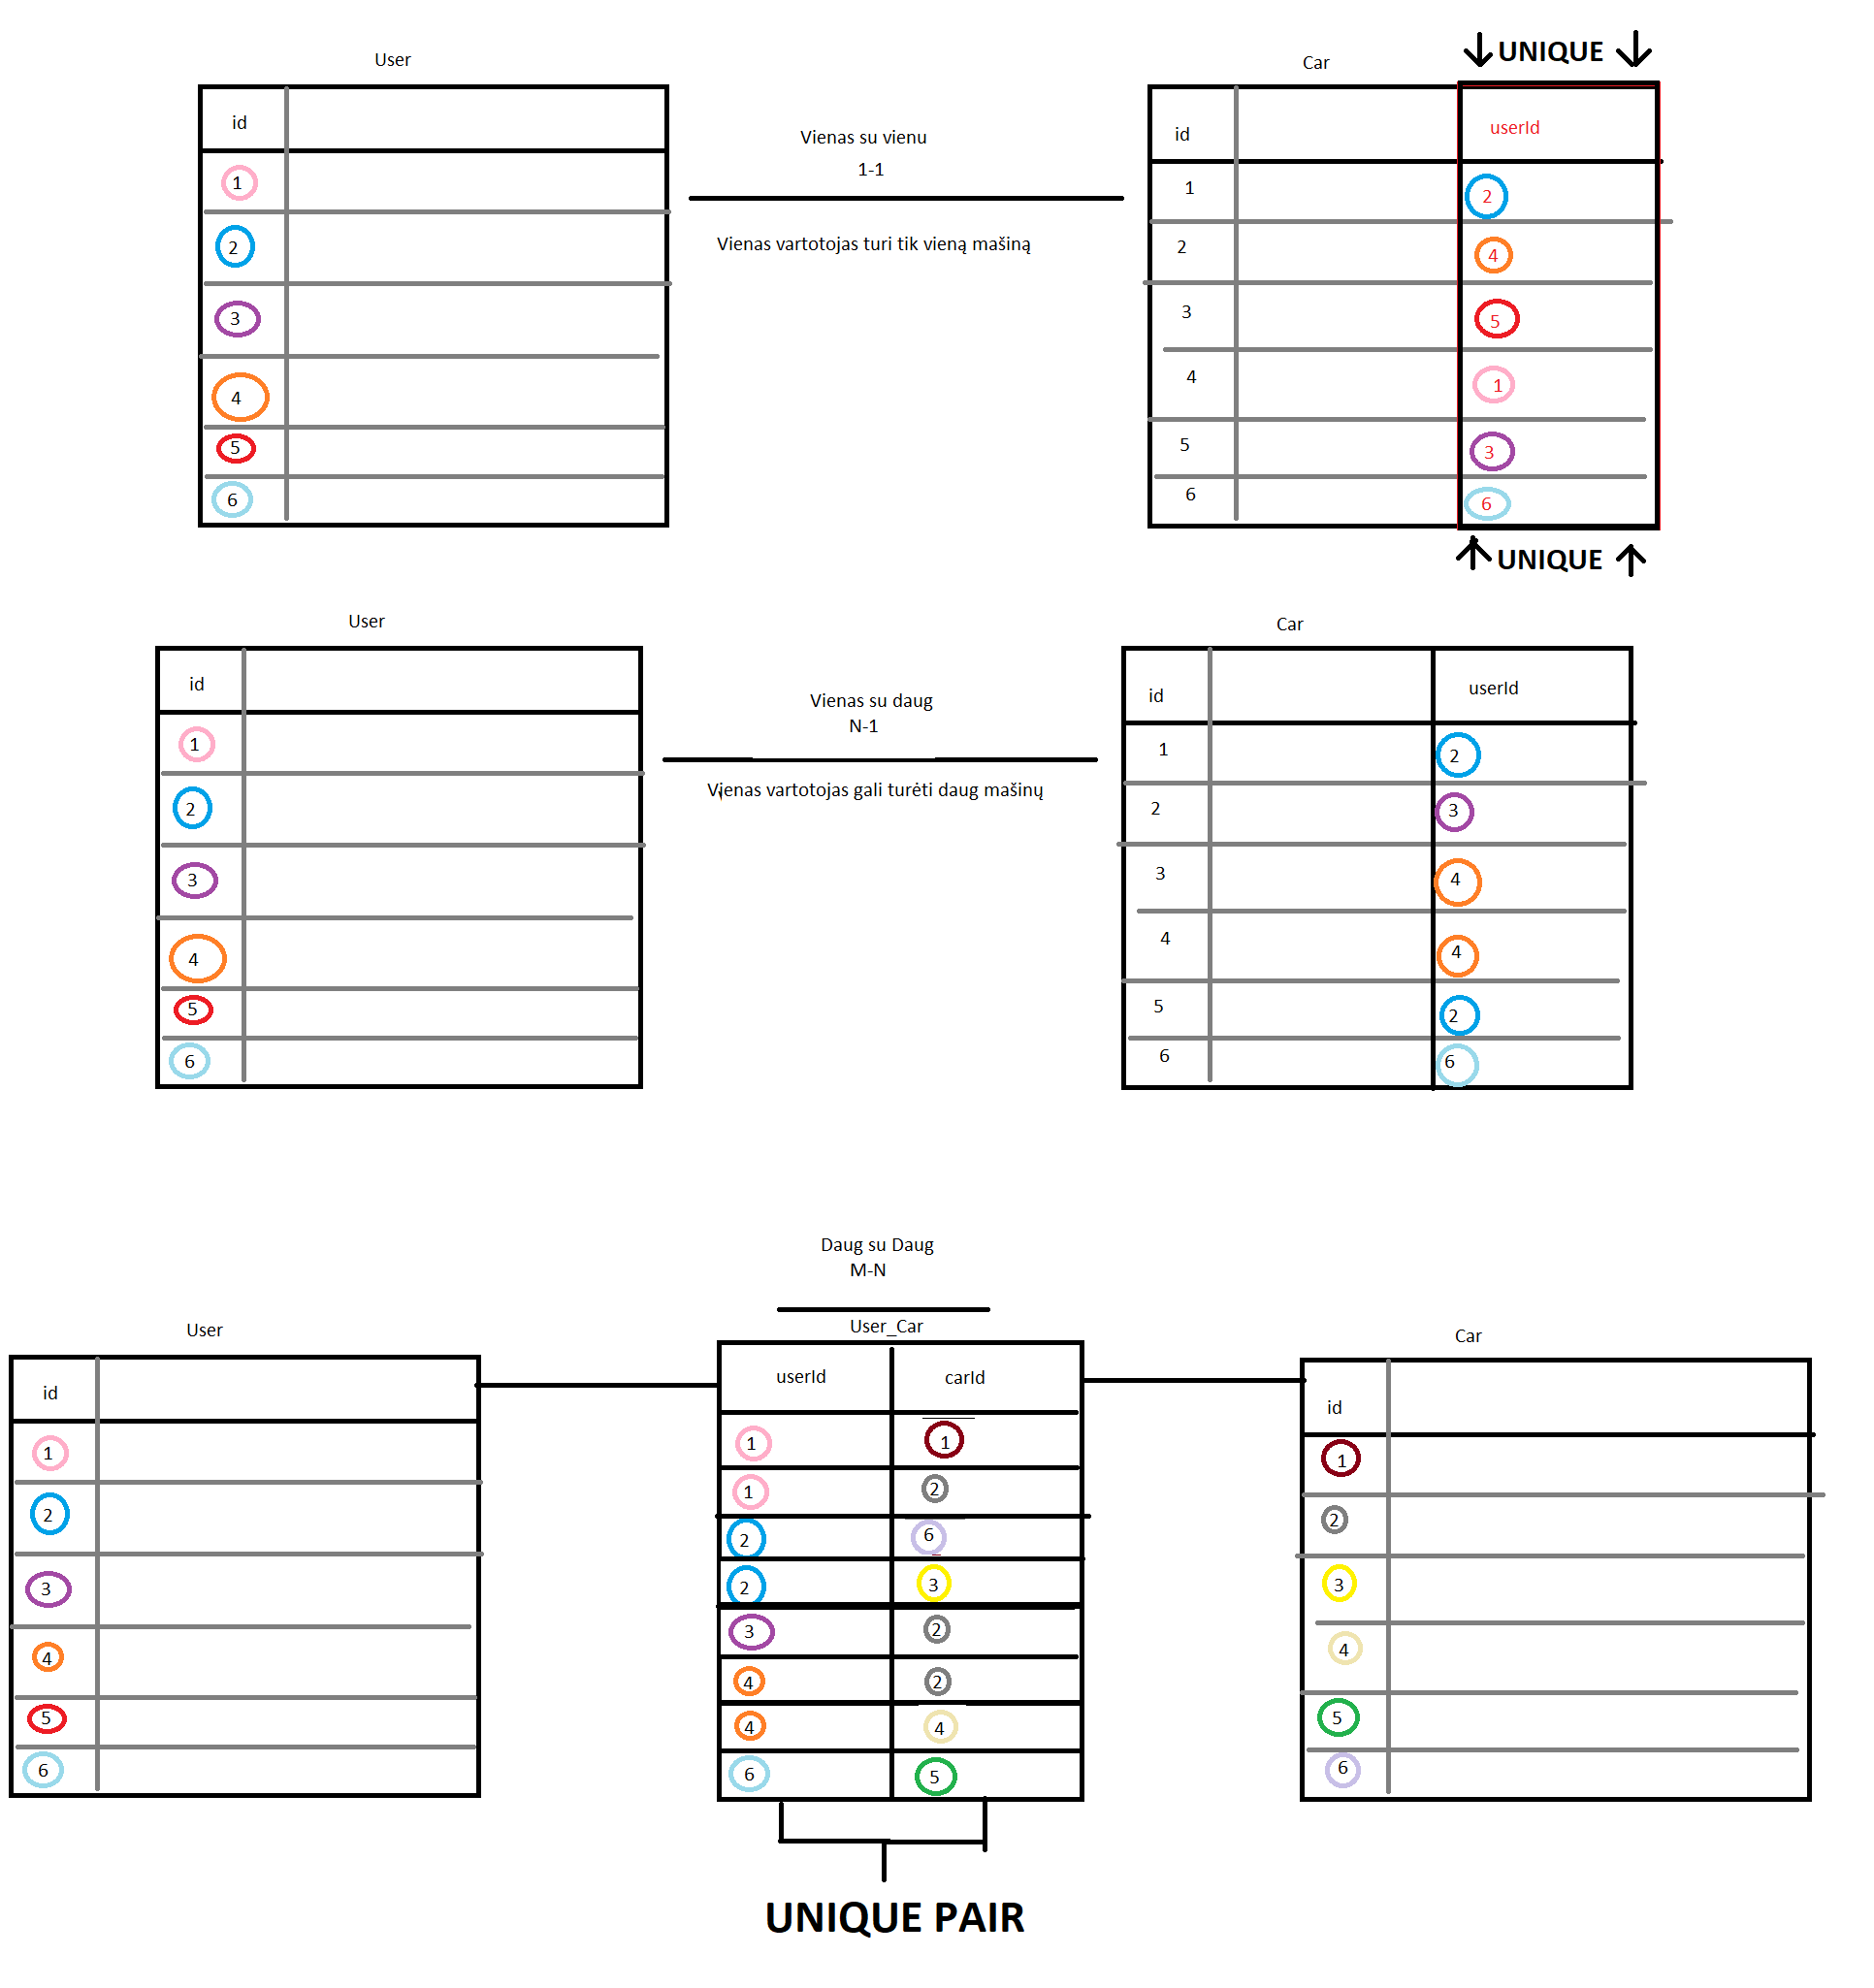 ↓ UNIQUE ↓
User
Car
id
Vienas su vienu
1-1
Vienas vartotojas turi tik vieną mašiną
id
userId
1
2
3
4
5
6
1 2
2 4
3 5
4 1
5 3
6 6
↑ UNIQUE ↑
User
Car
id
Vienas su daug
N-1
Vienas vartotojas gali turėti daug mašinų
id
userId
1
2
3
4
5
6
1 2
2 3
3 4
4 4
5 2
6 6
Daug su Daug
M-N
User
User_Car
Car
id
userId carId
id
1
2
3
4
5
6
1 1
1 2
2 6
2 3
3 2
4 2
4 4
6 5
1
2
3
4
5
6
UNIQUE PAIR